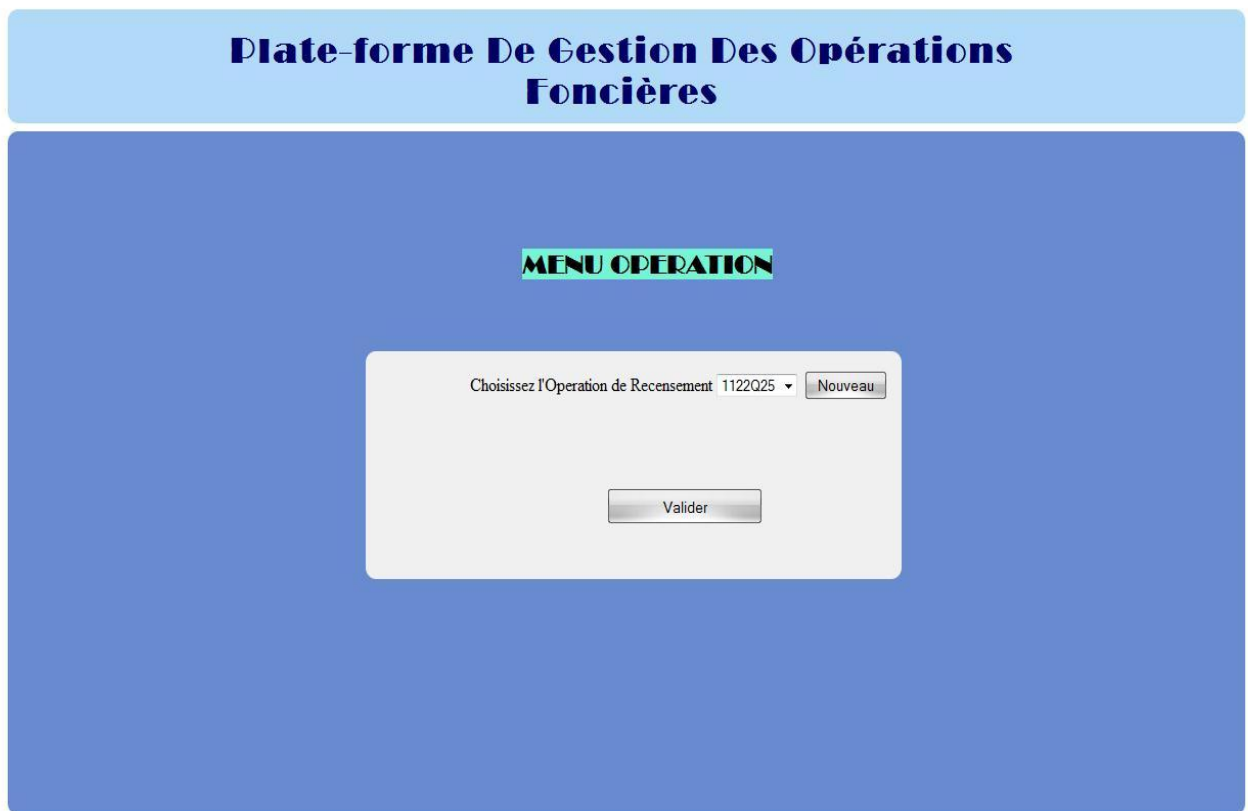 Plate-forme De Gestion Des Opérations
Foncières
MENU OPERATION
Choisissez l'Operation de Recensement 1122Q25 Nouveau
Valider